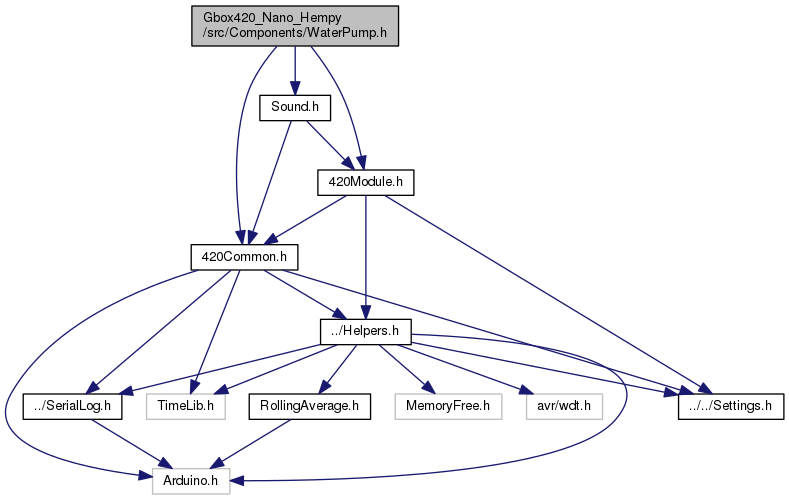 Gbox420_Nano_Hempy
/src/Components/WaterPump.h
Sound.h
420Module.h
420Common.h
../Helpers.h
../SerialLog.h
TimeLib.h
RollingAverage.h
MemoryFree.h
avr/wdt.h
../../Settings.h
Arduino.h